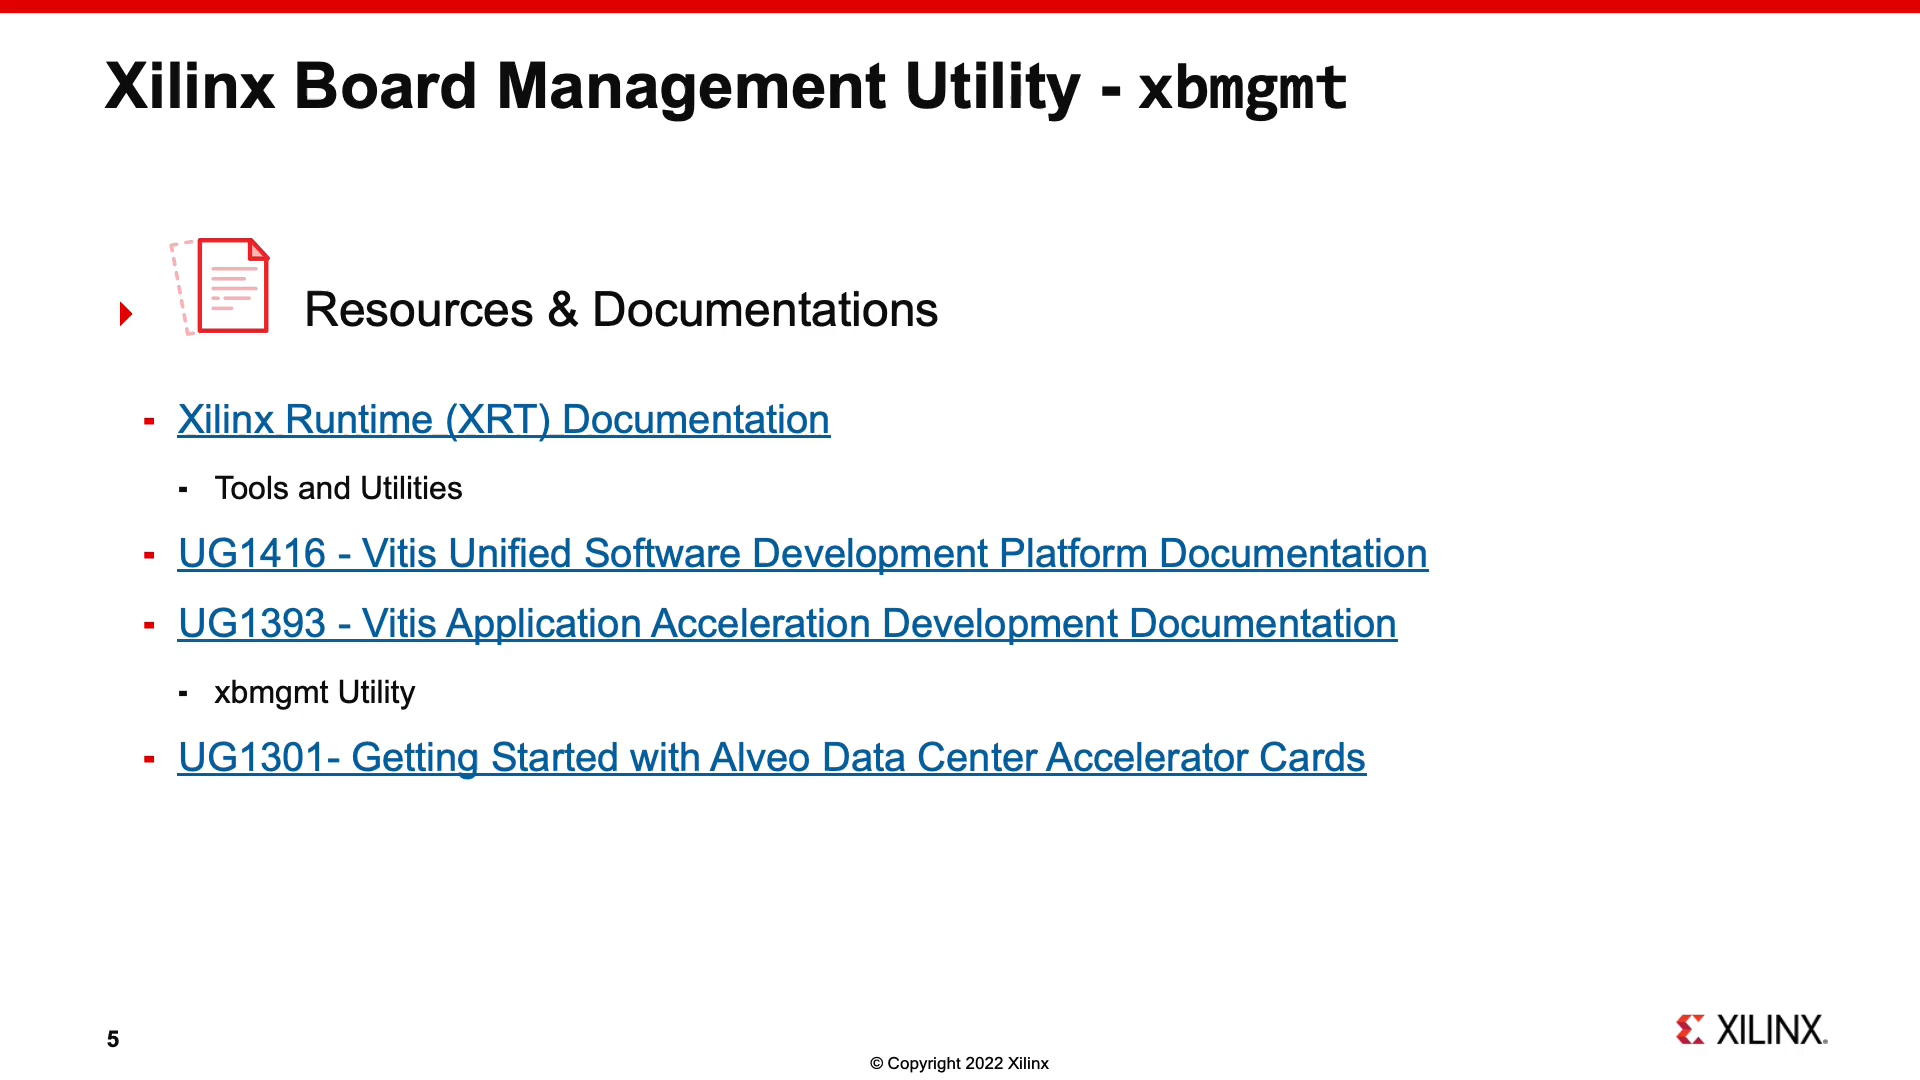 Xilinx Board Management Utility - xbmgmt
Resources & Documentations
- Xilinx Runtime (XRT) Documentation
- Tools and Utilities
- UG1416 - Vitis Unified Software Development Platform Documentation
- UG1393 - Vitis Application Acceleration Development Documentation
- xbmgmt Utility
- UG1301- Getting Started with Alveo Data Center Accelerator Cards
5
XILINX.
© Copyright 2022 Xilinx